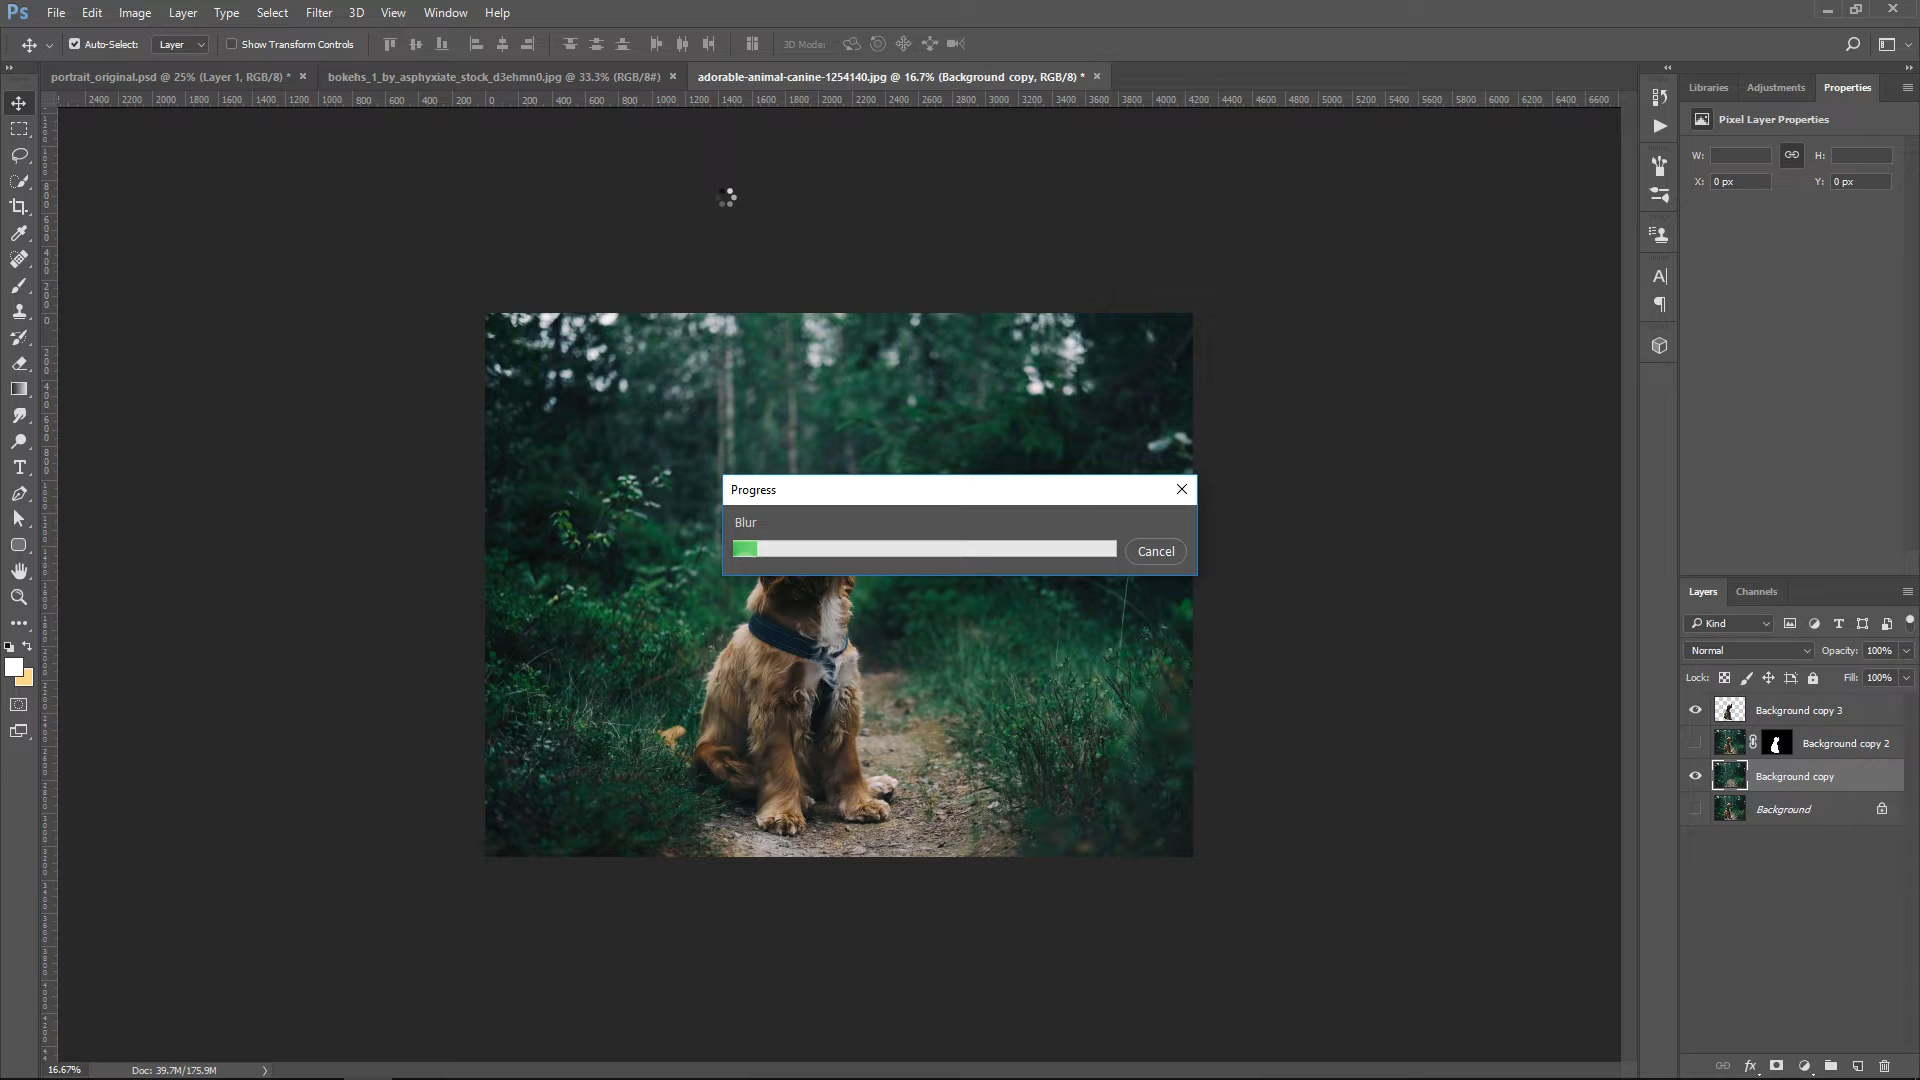 Ps File Edit Image Layer Type Select Filter 3D View Window Help
Auto-Select: Layer Show Transform Controls 3D Mode:
portrait_original.psd @ 25% (Layer 1, RGB/8) * × bokehs_1_by_asphyxiate_stock_d3ehmn0.jpg @ 33.3% (RGB/8#) × adorable-animal-canine-1254140.jpg @ 16.7% (Background copy, RGB/8) * ×
2400 2200 2000 1800 1600 1400 1200 1000 800 600 400 200 0 200 400 600 800 1000 1200 1400 1600 1800 2000 2200 2400 2600 2800 3000 3200 3400 3600 3800 4000 4200 4400 4600 4800 5000 5200 5400 5600 5800 6000 6200 6400 6600
Libraries Adjustments Properties
Pixel Layer Properties
W: H:
X: 0 px Y: 0 px
Progress
Blur
Cancel
Layers Channels
Kind
Normal Opacity: 100%
Lock: Fill: 100%
Background copy 3
Background copy 2
Background copy
Background
16.67% Doc: 39.7M/175.9M